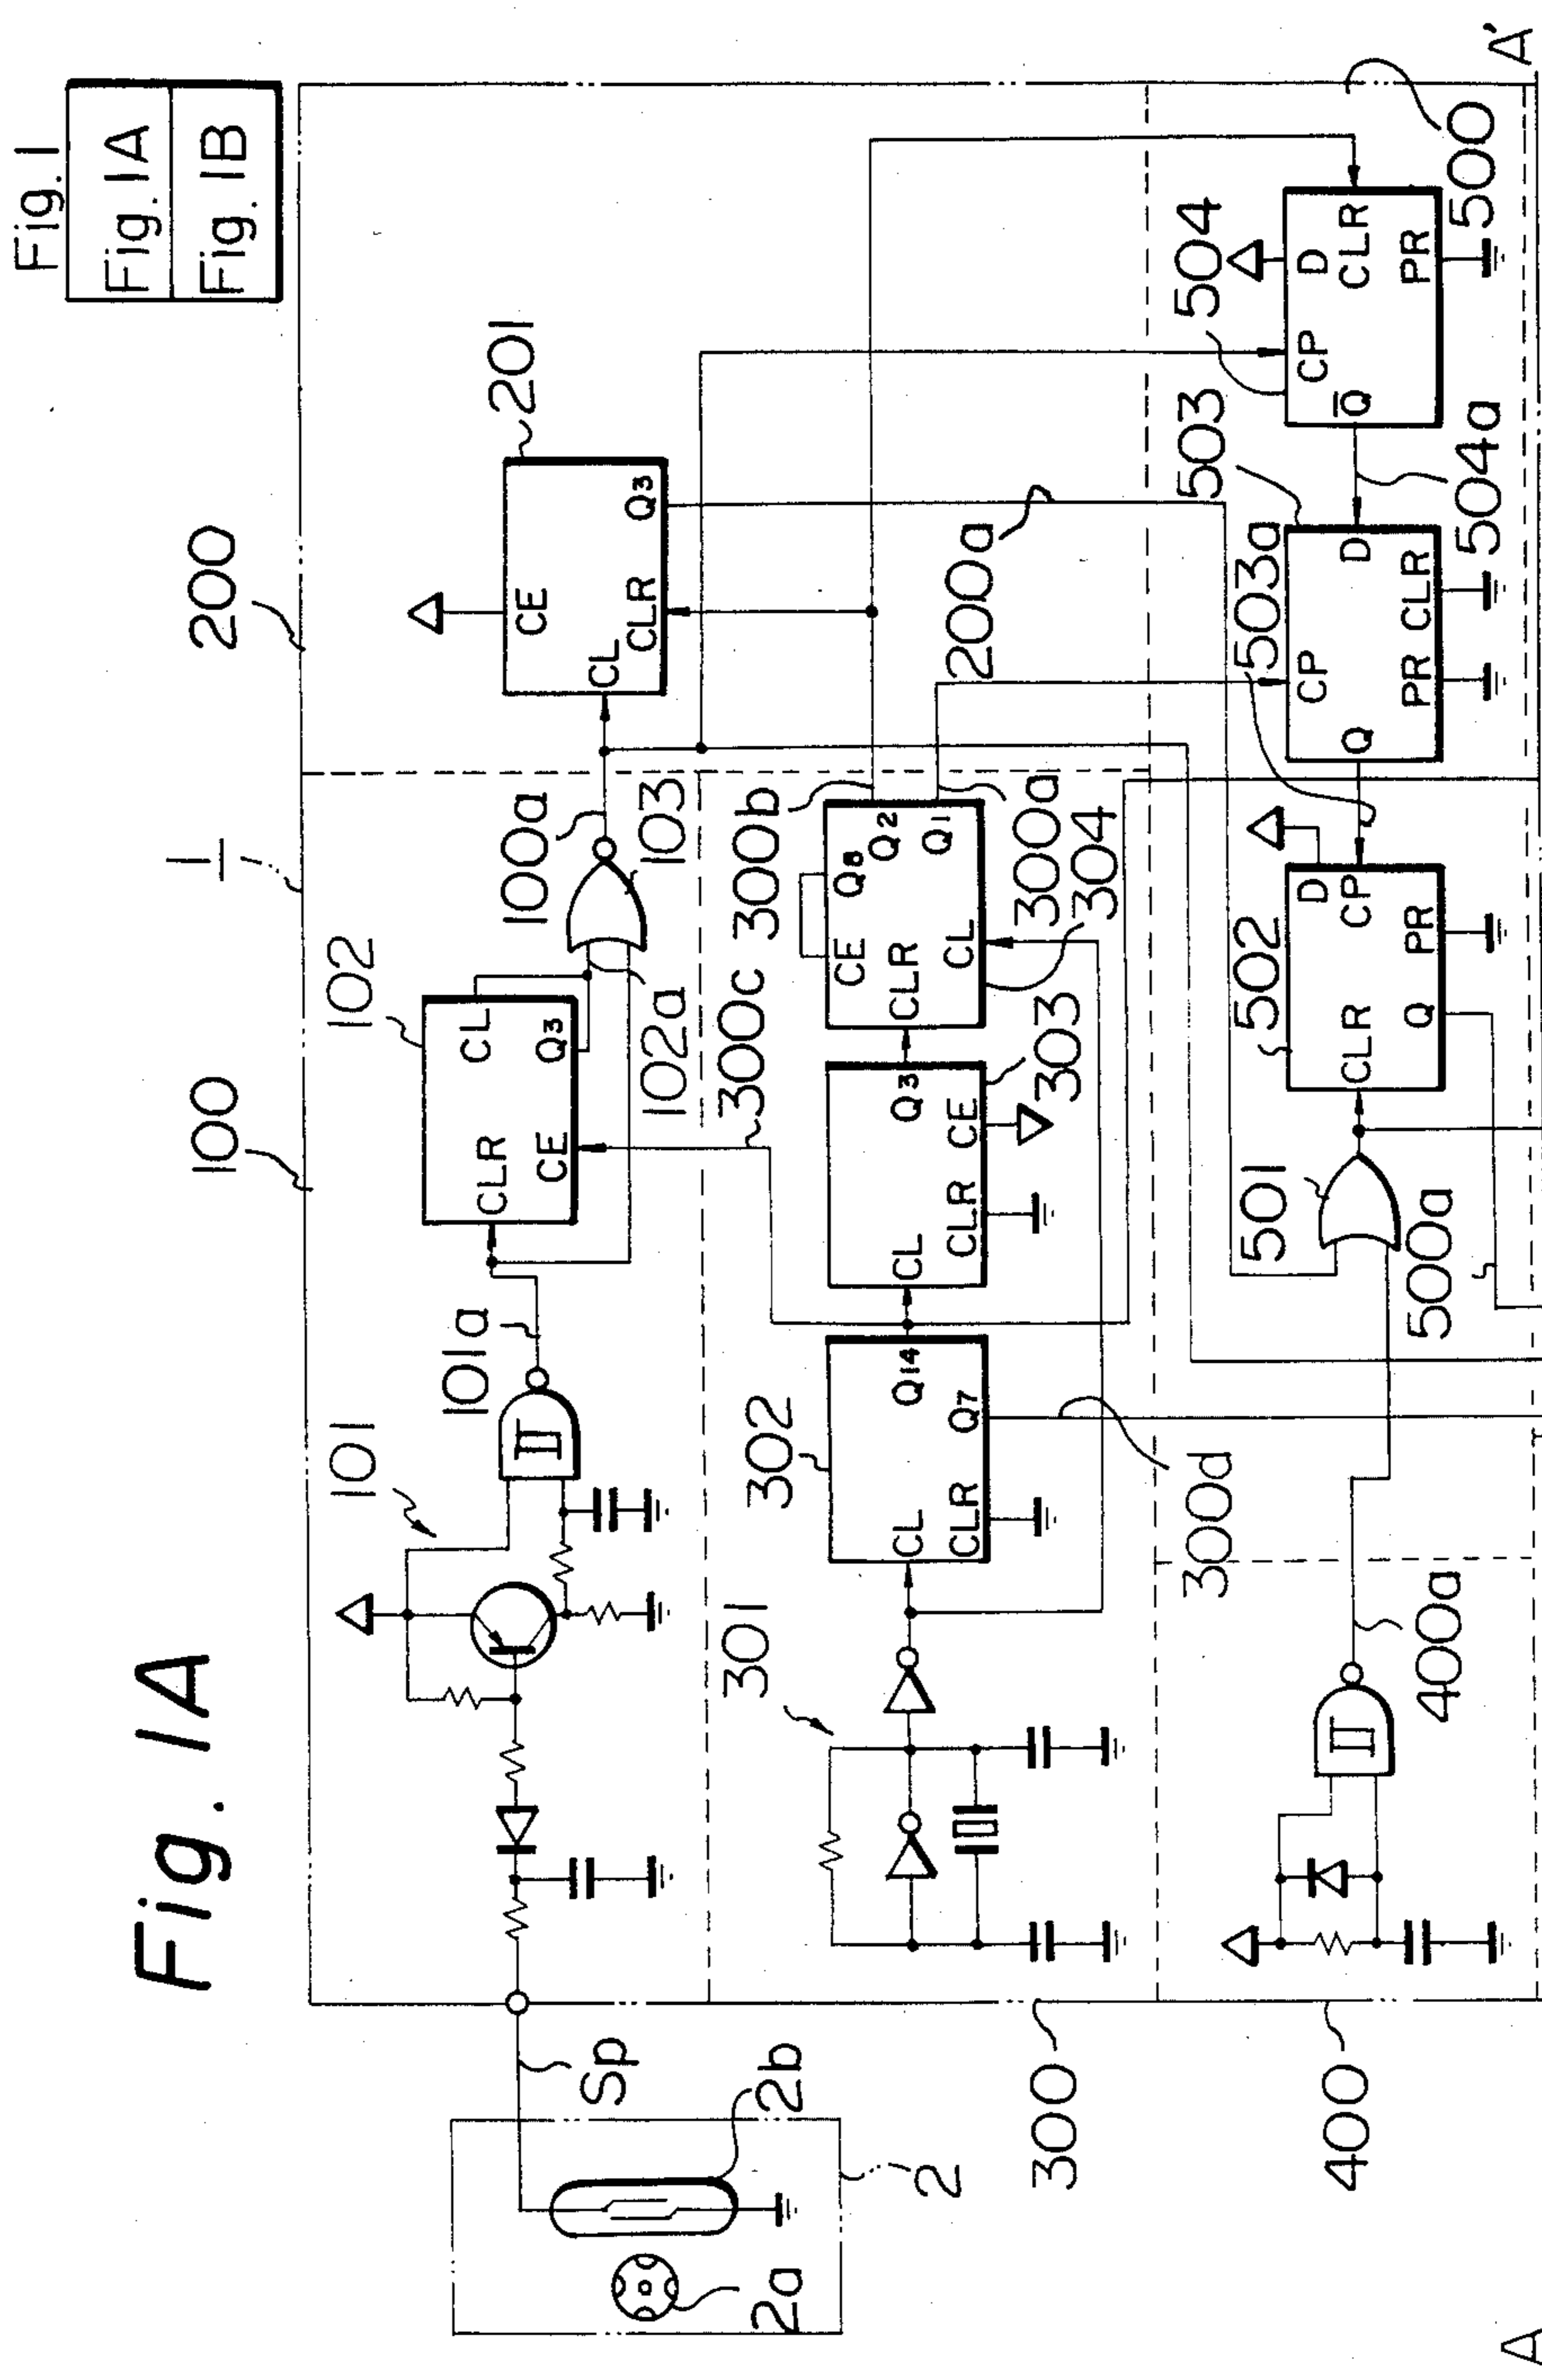 Fig. 1
Fig. 1A
Fig. 1B
Fig. 1A
1
100
200
101
101a
102
CLR
CL
CE
Q3
102a
100a
103
201
CE
CL
CLR
Q3
200a
Sp
2a
2b
2
300
301
302
CL
Q14
CLR
Q7
300c
303
CL
Q3
CLR
CE
300b
CE
Q8
CLR
Q2
CL
Q1
300a
304
300d
400
400a
501
500a
502
D
CLR
CP
Q
PR
503a
503
CP
Q
D
PR
CLR
504a
504
CP
D
Q̅
CLR
PR
500
A
A'